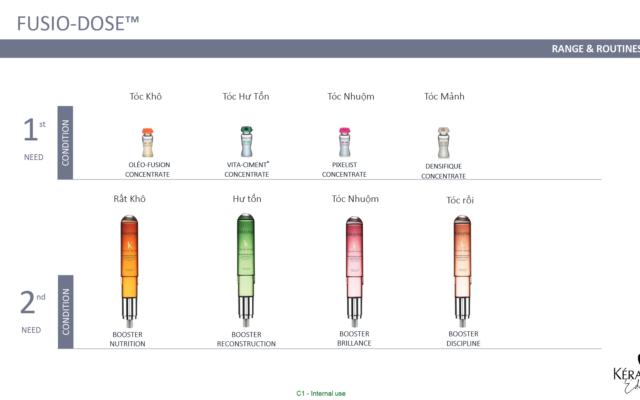 FUSIO-DOSE™
RANGE & ROUTINES
Tóc Khô
Tóc Hư Tổn
Tóc Nhuộm
Tóc Mảnh
1st
NEED
CONDITION
OLÉO-FUSION
CONCENTRATE
VITA-CIMENT®
CONCENTRATE
PIXELIST
CONCENTRATE
DENSIFIQUE
CONCENTRATE
Rất Khô
Hư tổn
Tóc Nhuộm
Tóc rối
2nd
NEED
CONDITION
BOOSTER
NUTRITION
BOOSTER
RECONSTRUCTION
BOOSTER
BRILLANCE
BOOSTER
DISCIPLINE
KÉRA
C1 - Internal use